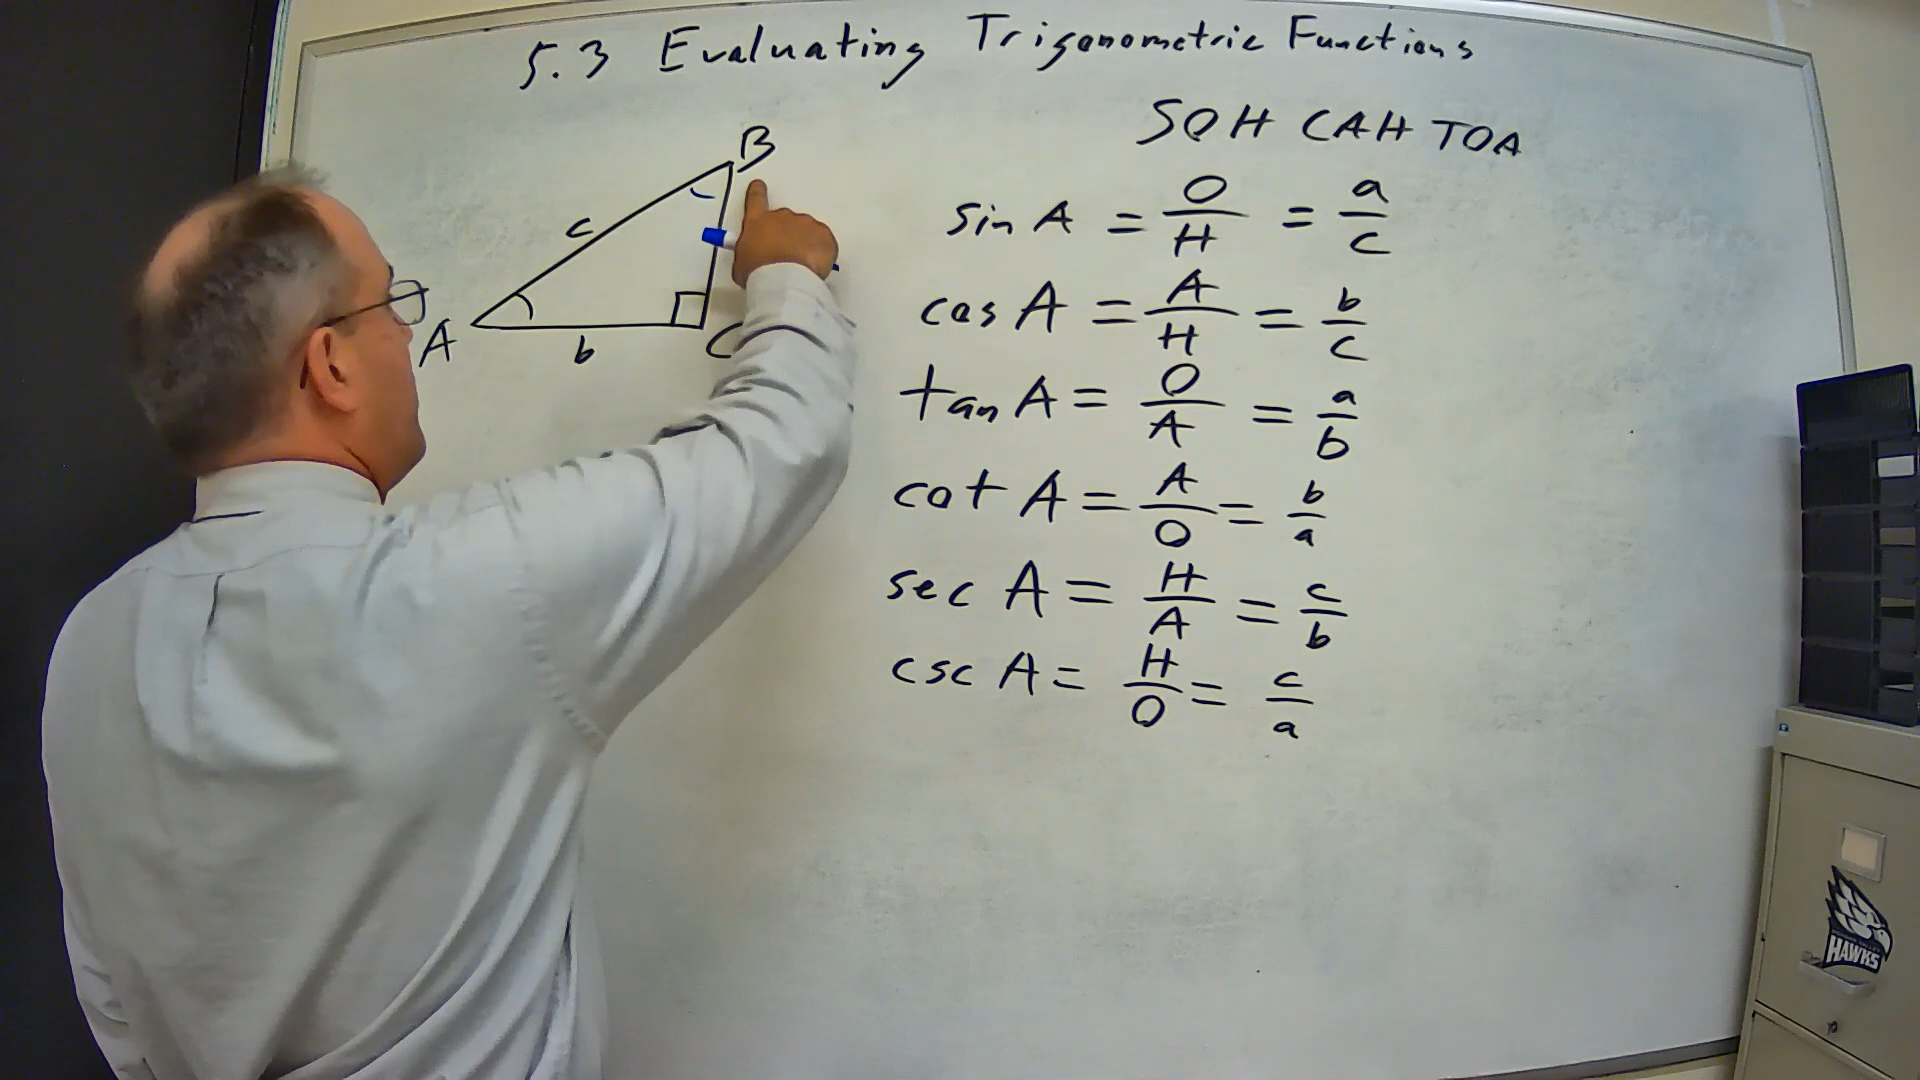 5.3 Evaluating Trigonometric Functions
SOH CAH TOA
B
c
A
b
C
sin A = O/H = a/c
cos A = A/H = b/c
tan A = O/A = a/b
cot A = A/O = b/a
sec A = H/A = c/b
csc A = H/O = c/a
HAWKS